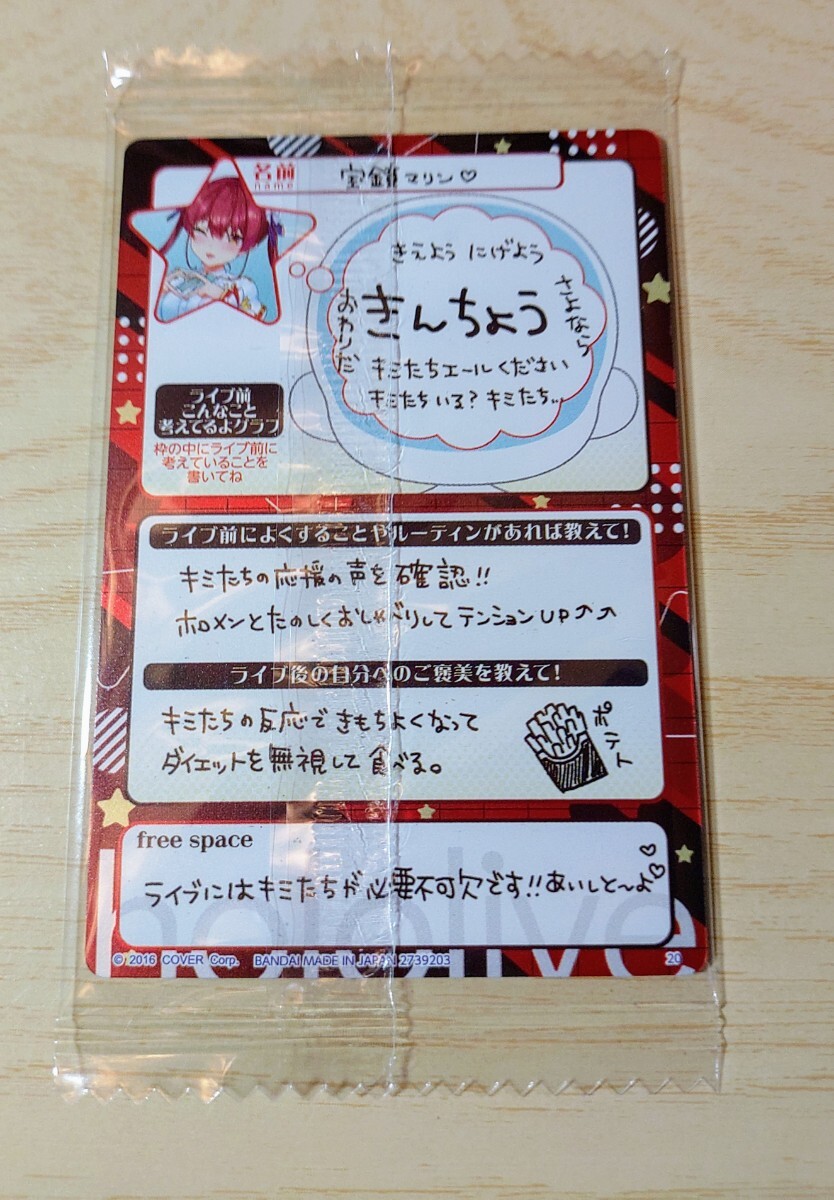 名前
name
宝鐘マリン♡
きえよう にげよう
さよなら
おわりだ
きんちょう
キミたちエールください
キミたちいる?キミたち..
ライブ前
こんなこと
考えてるよグラフ
枠の中にライブ前に
考えていることを
書いてね
ライブ前によくすることやルーティンがあれば教えて!
キミたちの応援の声を確認!!
ホロメンとたのしくおしゃべりしてテンションUP↗↗
ライブ後の自分へのご褒美を教えて!
キミたちの反応できもちよくなって
ダイエットを無視して食べる。
ポテト
free space
ライブにはキミたちが必要不可欠です!!あいしと〜よ♡♡
hololive
© 2016 COVER Corp. BANDAI MADE IN JAPAN 2739203
20